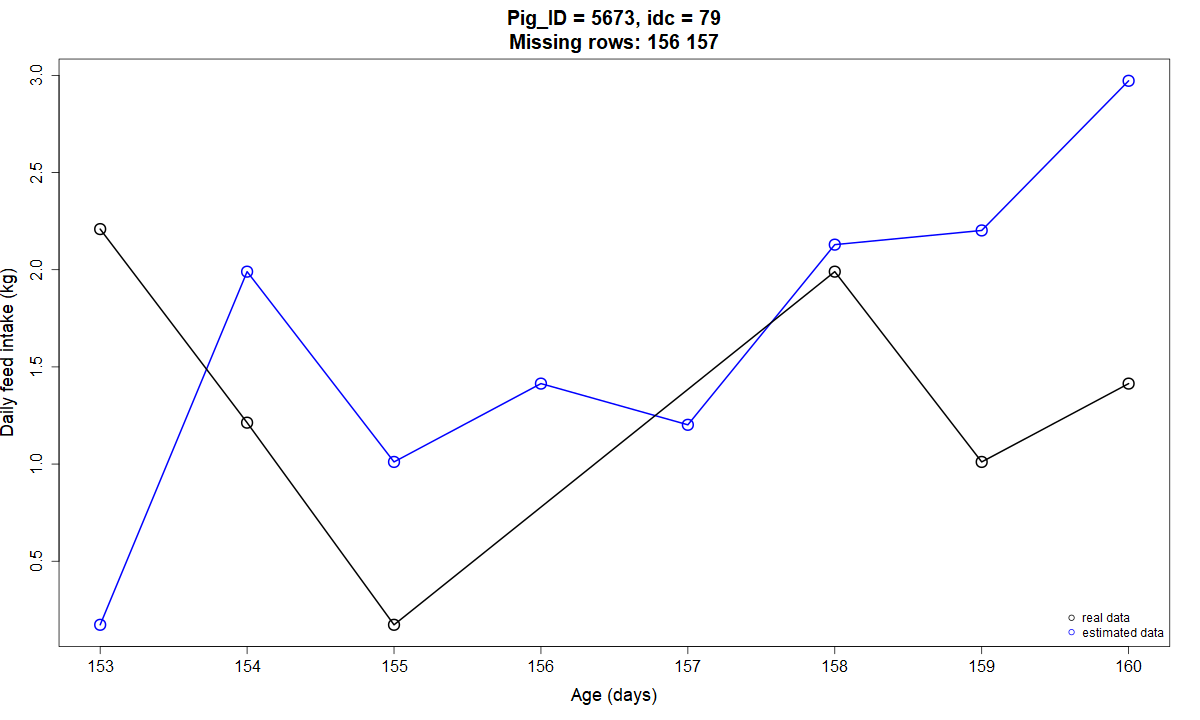 Pig_ID = 5673, idc = 79
Missing rows: 156 157
3.0
2.5
2.0
1.5
1.0
0.5
Daily feed intake (kg)
real data
estimated data
153 154 155 156 157 158 159 160
Age (days)